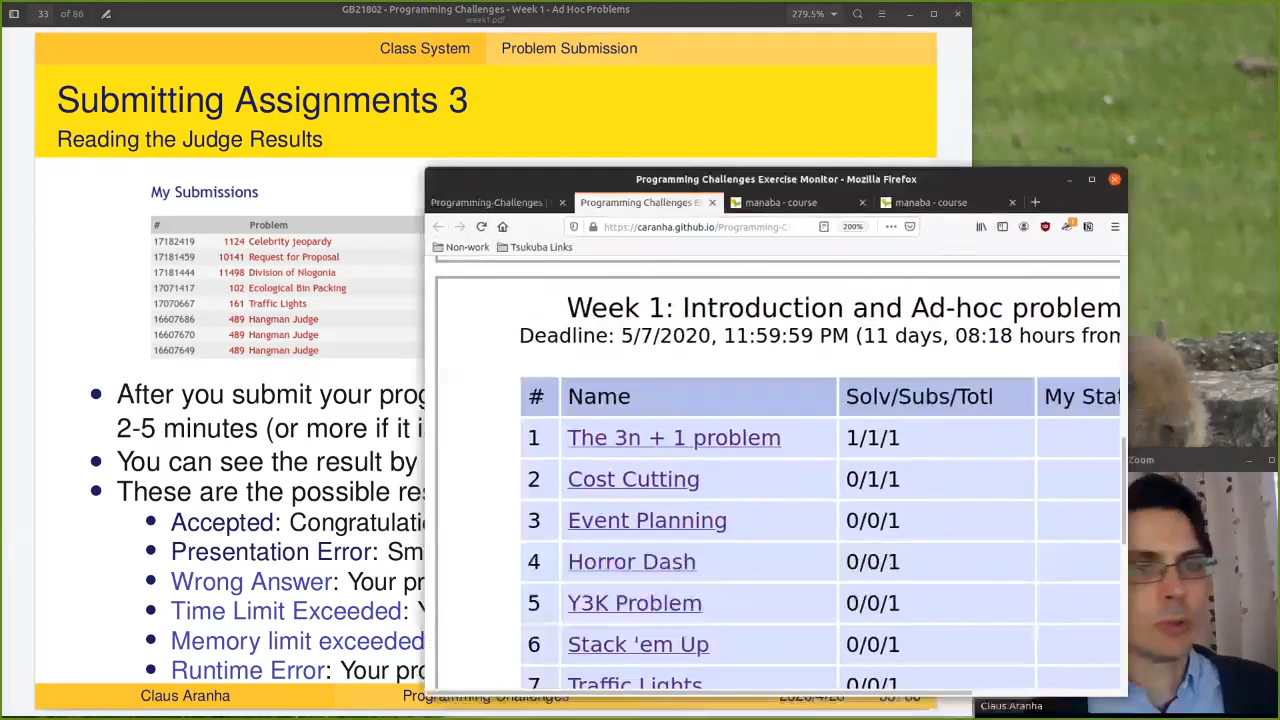 33 of 86
GB21802 - Programming Challenges - Week 1 - Ad Hoc Problems
week1.pdf
279.5%
Class System
Problem Submission
Submitting Assignments 3
Reading the Judge Results
My Submissions
# Problem
17182419 1124 Celebrity Jeopardy
17181459 10141 Request for Proposal
17181444 11498 Division of Nlogonia
17071417 102 Ecological Bin Packing
17070667 161 Traffic Lights
16607686 489 Hangman Judge
16607670 489 Hangman Judge
16607649 489 Hangman Judge
After you submit your prog
2-5 minutes (or more if it i
You can see the result by
These are the possible res
Accepted: Congratulati
Presentation Error: Sm
Wrong Answer: Your pr
Time Limit Exceeded: Y
Memory limit exceeded
Runtime Error: Your pro
Claus Aranha
Programming Challenges
Programming Challenges Exercise Monitor - Mozilla Firefox
Programming-Challenges
Programming Challenges E
manaba - course
manaba - course
https://caranha.github.io/Programming-C
200%
Non-work
Tsukuba Links
Week 1: Introduction and Ad-hoc problem
Deadline: 5/7/2020, 11:59:59 PM (11 days, 08:18 hours from
# Name Solv/Subs/Totl My Stat
1 The 3n + 1 problem 1/1/1
2 Cost Cutting 0/1/1
3 Event Planning 0/0/1
4 Horror Dash 0/0/1
5 Y3K Problem 0/0/1
6 Stack 'em Up 0/0/1
7 Traffic Lights 0/0/1
Zoom
Claus Aranha